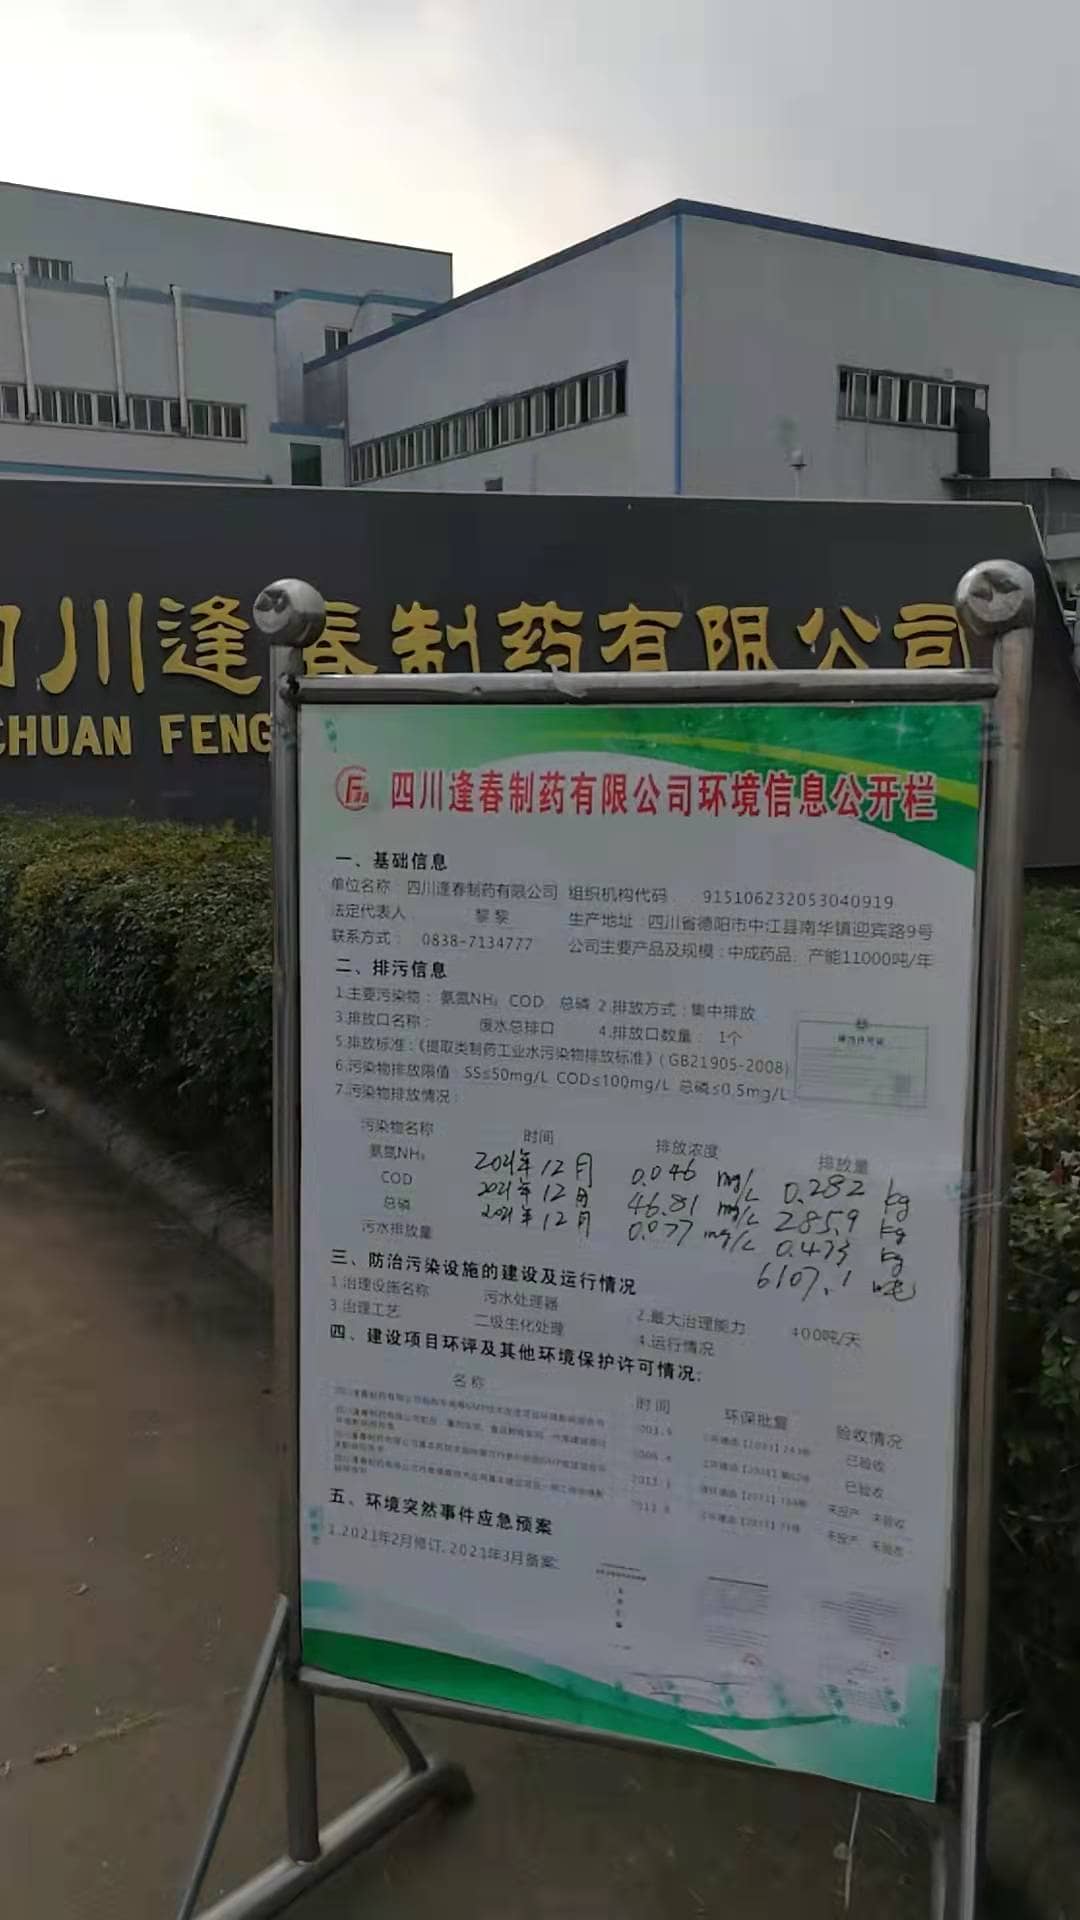 四川逢春制药有限公司
CHUAN FENG
四川逢春制药有限公司环境信息公开栏
一、基础信息
单位名称：四川逢春制药有限公司 组织机构代码： 915106232053040919
法定代表人 黎黎 生产地址：四川省德阳市中江县南华镇迎宾路9号
联系方式： 0838-7134777 公司主要产品及规模：中成药品，产能11000吨/年
二、排污信息
1.主要污染物：氨氮NH₃ COD 总磷 2.排放方式：集中排放
3.排放口名称： 废水总排口 4.排放口数量： 1个
5.排放标准：《提取类制药工业水污染物排放标准》（GB21905-2008）
6.污染物排放限值：SS≤50mg/L COD≤100mg/L 总磷≤0.5mg/L
7.污染物排放情况：
污染物名称 时间 排放浓度 排放量
氨氮NH₃ 2021年12月 0.046 mg/L 0.282 kg
COD 2021年12月 46.81 mg/L 285.9 kg
总磷 2021年12月 0.077 mg/L 0.473 kg
污水排放量 6107.1 吨
三、防治污染设施的建设及运行情况
1.治理设施名称 污水处理器 2.最大治理能力 400吨/天
3.治理工艺 二级生化处理 4.运行情况
四、建设项目环评及其他环境保护许可情况：
名称 时间 环保批复 验收情况
已验收
已验收
未投产 未验收
未投产 未验收
五、环境突然事件应急预案
1.2021年2月修订，2021年3月备案